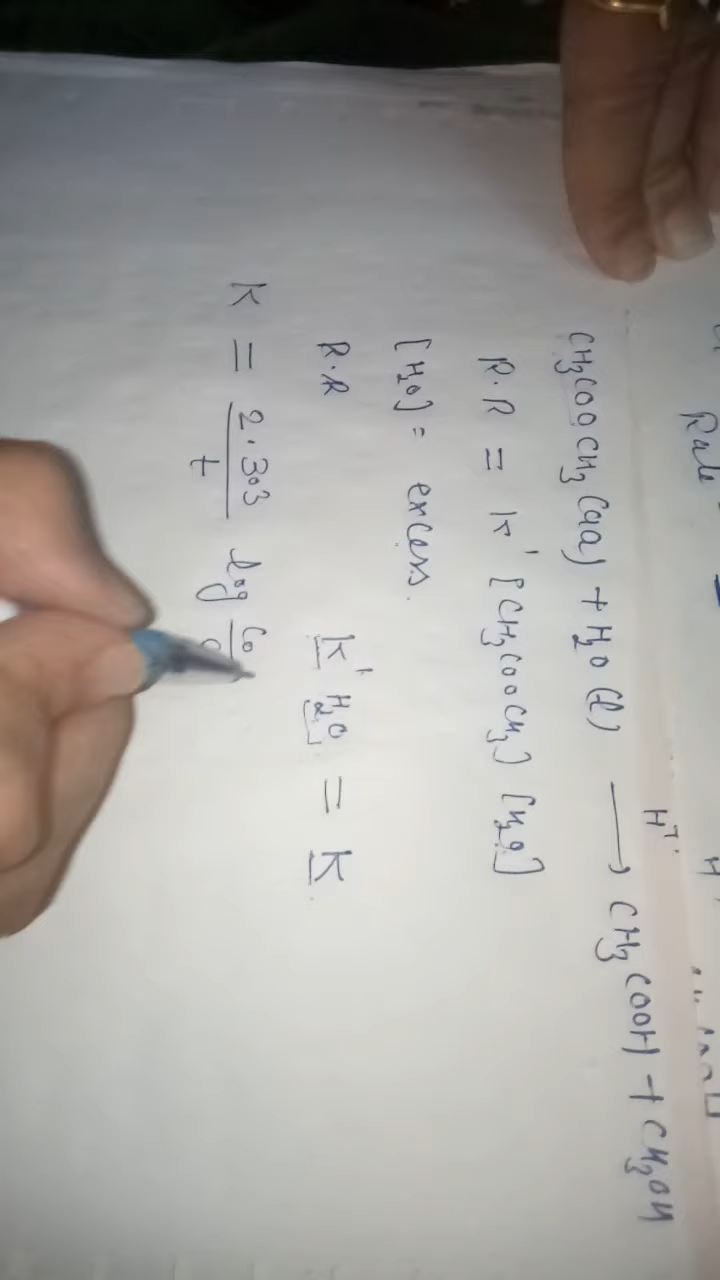 Rate
H⁺
CH₃COOCH₃ (aq) + H₂O (l) ⟶ CH₃COOH + CH₃OH
R.R = K' [CH₃COOCH₃] [H₂O]
[H₂O] = excess.
R.R K' H₂O = K.
K = 2.303/t log C₀/